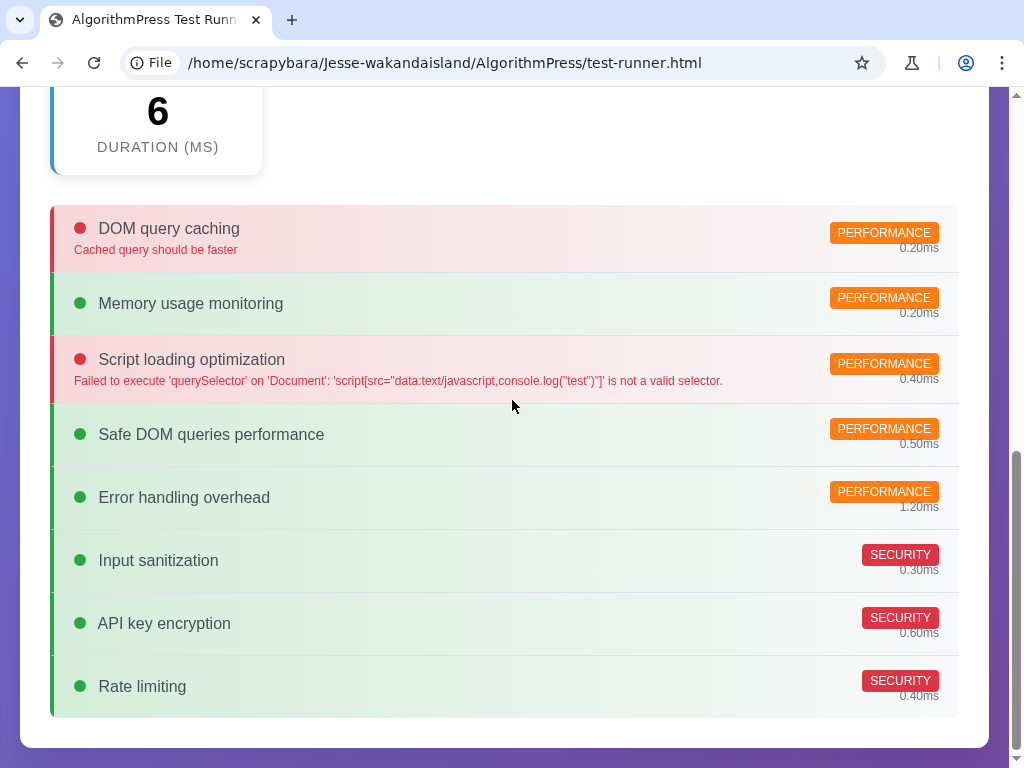 AlgorithmPress Test Runn
File
/home/scrapybara/Jesse-wakandaisland/AlgorithmPress/test-runner.html
6
DURATION (MS)
DOM query caching
Cached query should be faster
PERFORMANCE
0.20ms
Memory usage monitoring
PERFORMANCE
0.20ms
Script loading optimization
Failed to execute 'querySelector' on 'Document': 'script[src="data:text/javascript,console.log("test")"]' is not a valid selector.
PERFORMANCE
0.40ms
Safe DOM queries performance
PERFORMANCE
0.50ms
Error handling overhead
PERFORMANCE
1.20ms
Input sanitization
SECURITY
0.30ms
API key encryption
SECURITY
0.60ms
Rate limiting
SECURITY
0.40ms